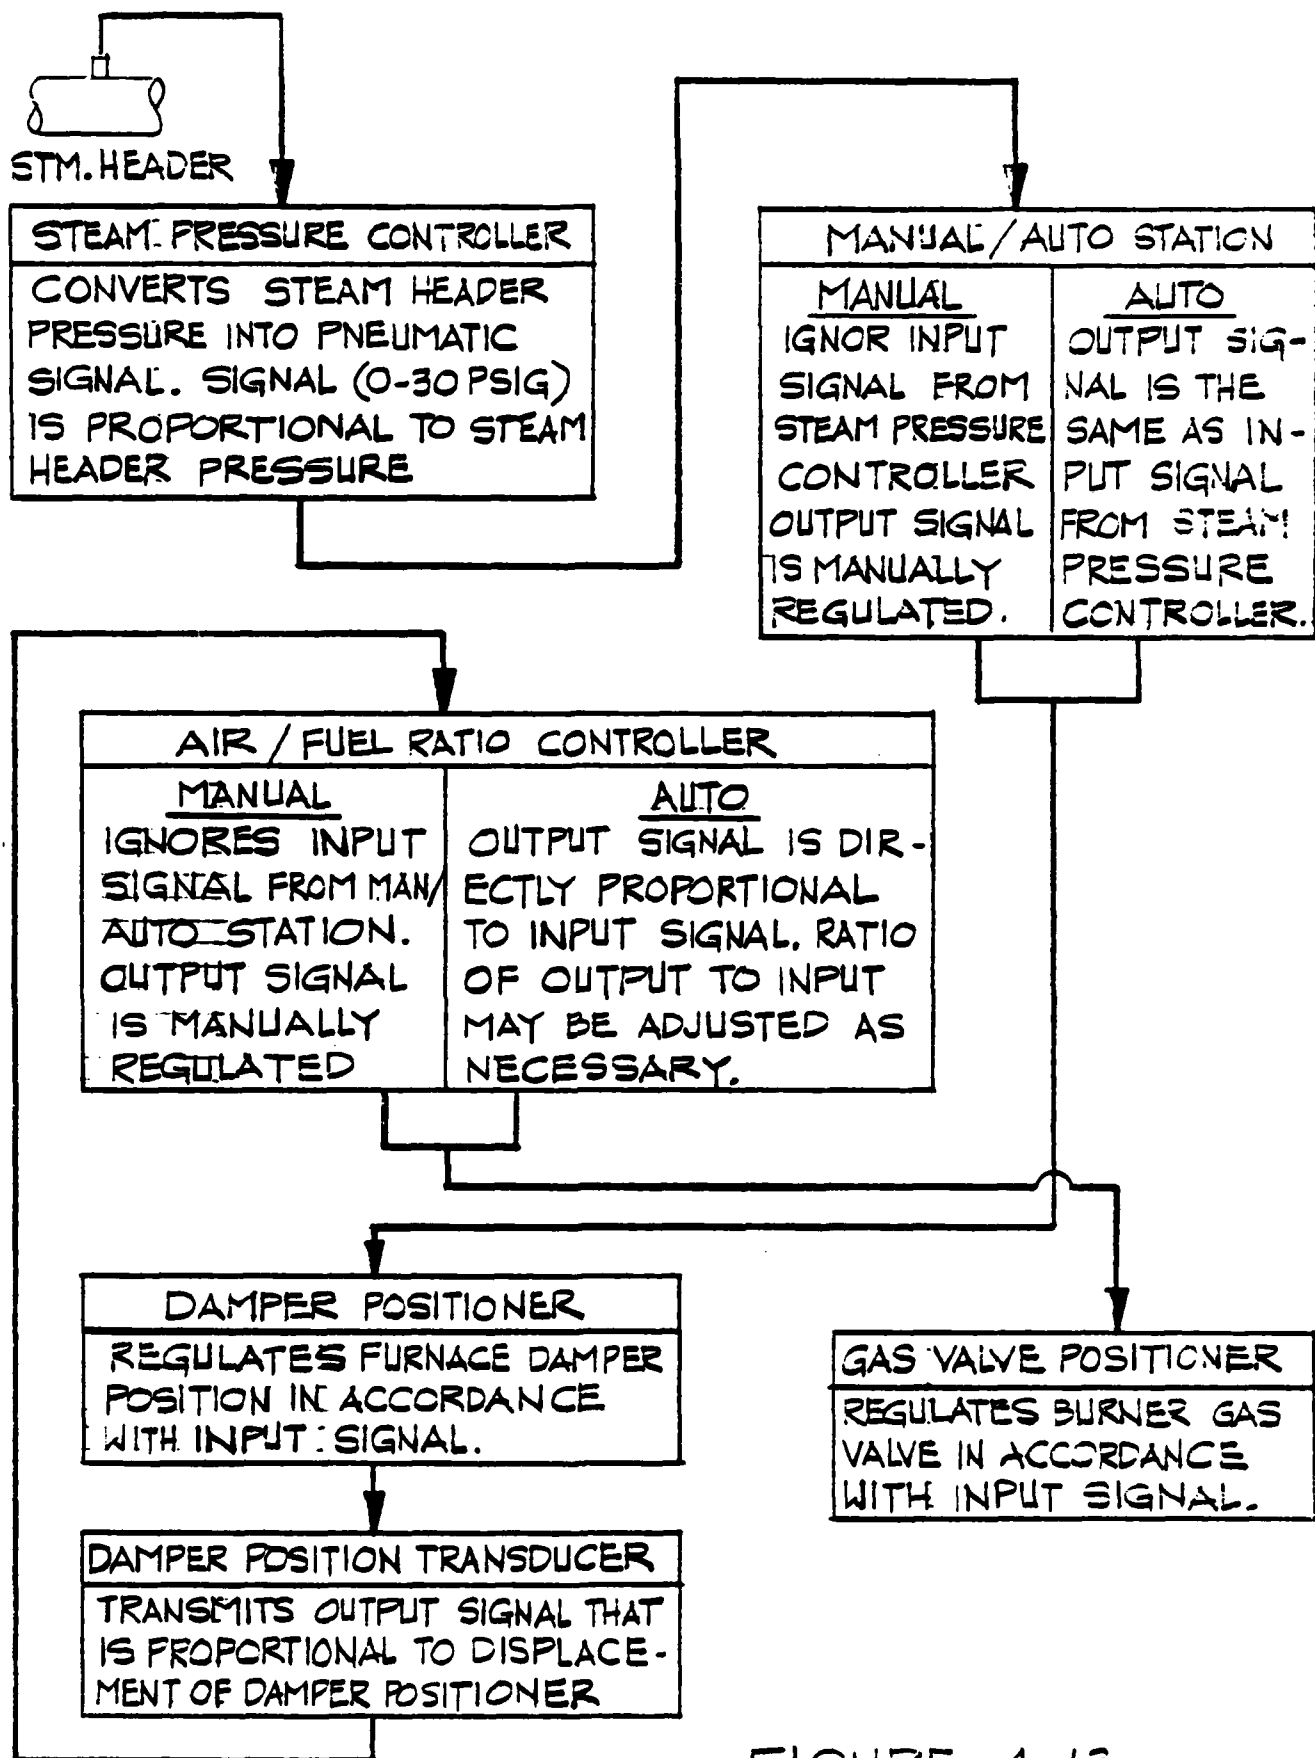 STM. HEADER
STEAM PRESSURE CONTROLLER
CONVERTS STEAM HEADER
PRESSURE INTO PNEUMATIC
SIGNAL. SIGNAL (0-30 PSIG)
IS PROPORTIONAL TO STEAM
HEADER PRESSURE
MANUAL/AUTO STATION
MANUAL
IGNOR INPUT
SIGNAL FROM
STEAM PRESSURE
CONTROLLER
OUTPUT SIGNAL
IS MANUALLY
REGULATED.
AUTO
OUTPUT SIG-
NAL IS THE
SAME AS IN-
PUT SIGNAL
FROM STEAM
PRESSURE
CONTROLLER.
AIR / FUEL RATIO CONTROLLER
MANUAL
IGNORES INPUT
SIGNAL FROM MAN/
AUTO STATION.
OUTPUT SIGNAL
IS MANUALLY
REGULATED
AUTO
OUTPUT SIGNAL IS DIR-
ECTLY PROPORTIONAL
TO INPUT SIGNAL. RATIO
OF OUTPUT TO INPUT
MAY BE ADJUSTED AS
NECESSARY.
DAMPER POSITIONER
REGULATES FURNACE DAMPER
POSITION IN ACCORDANCE
WITH INPUT SIGNAL.
GAS VALVE POSITIONER
REGULATES BURNER GAS
VALVE IN ACCORDANCE
WITH INPUT SIGNAL.
DAMPER POSITION TRANSDUCER
TRANSMITS OUTPUT SIGNAL THAT
IS PROPORTIONAL TO DISPLACE-
MENT OF DAMPER POSITIONER
FIGURE